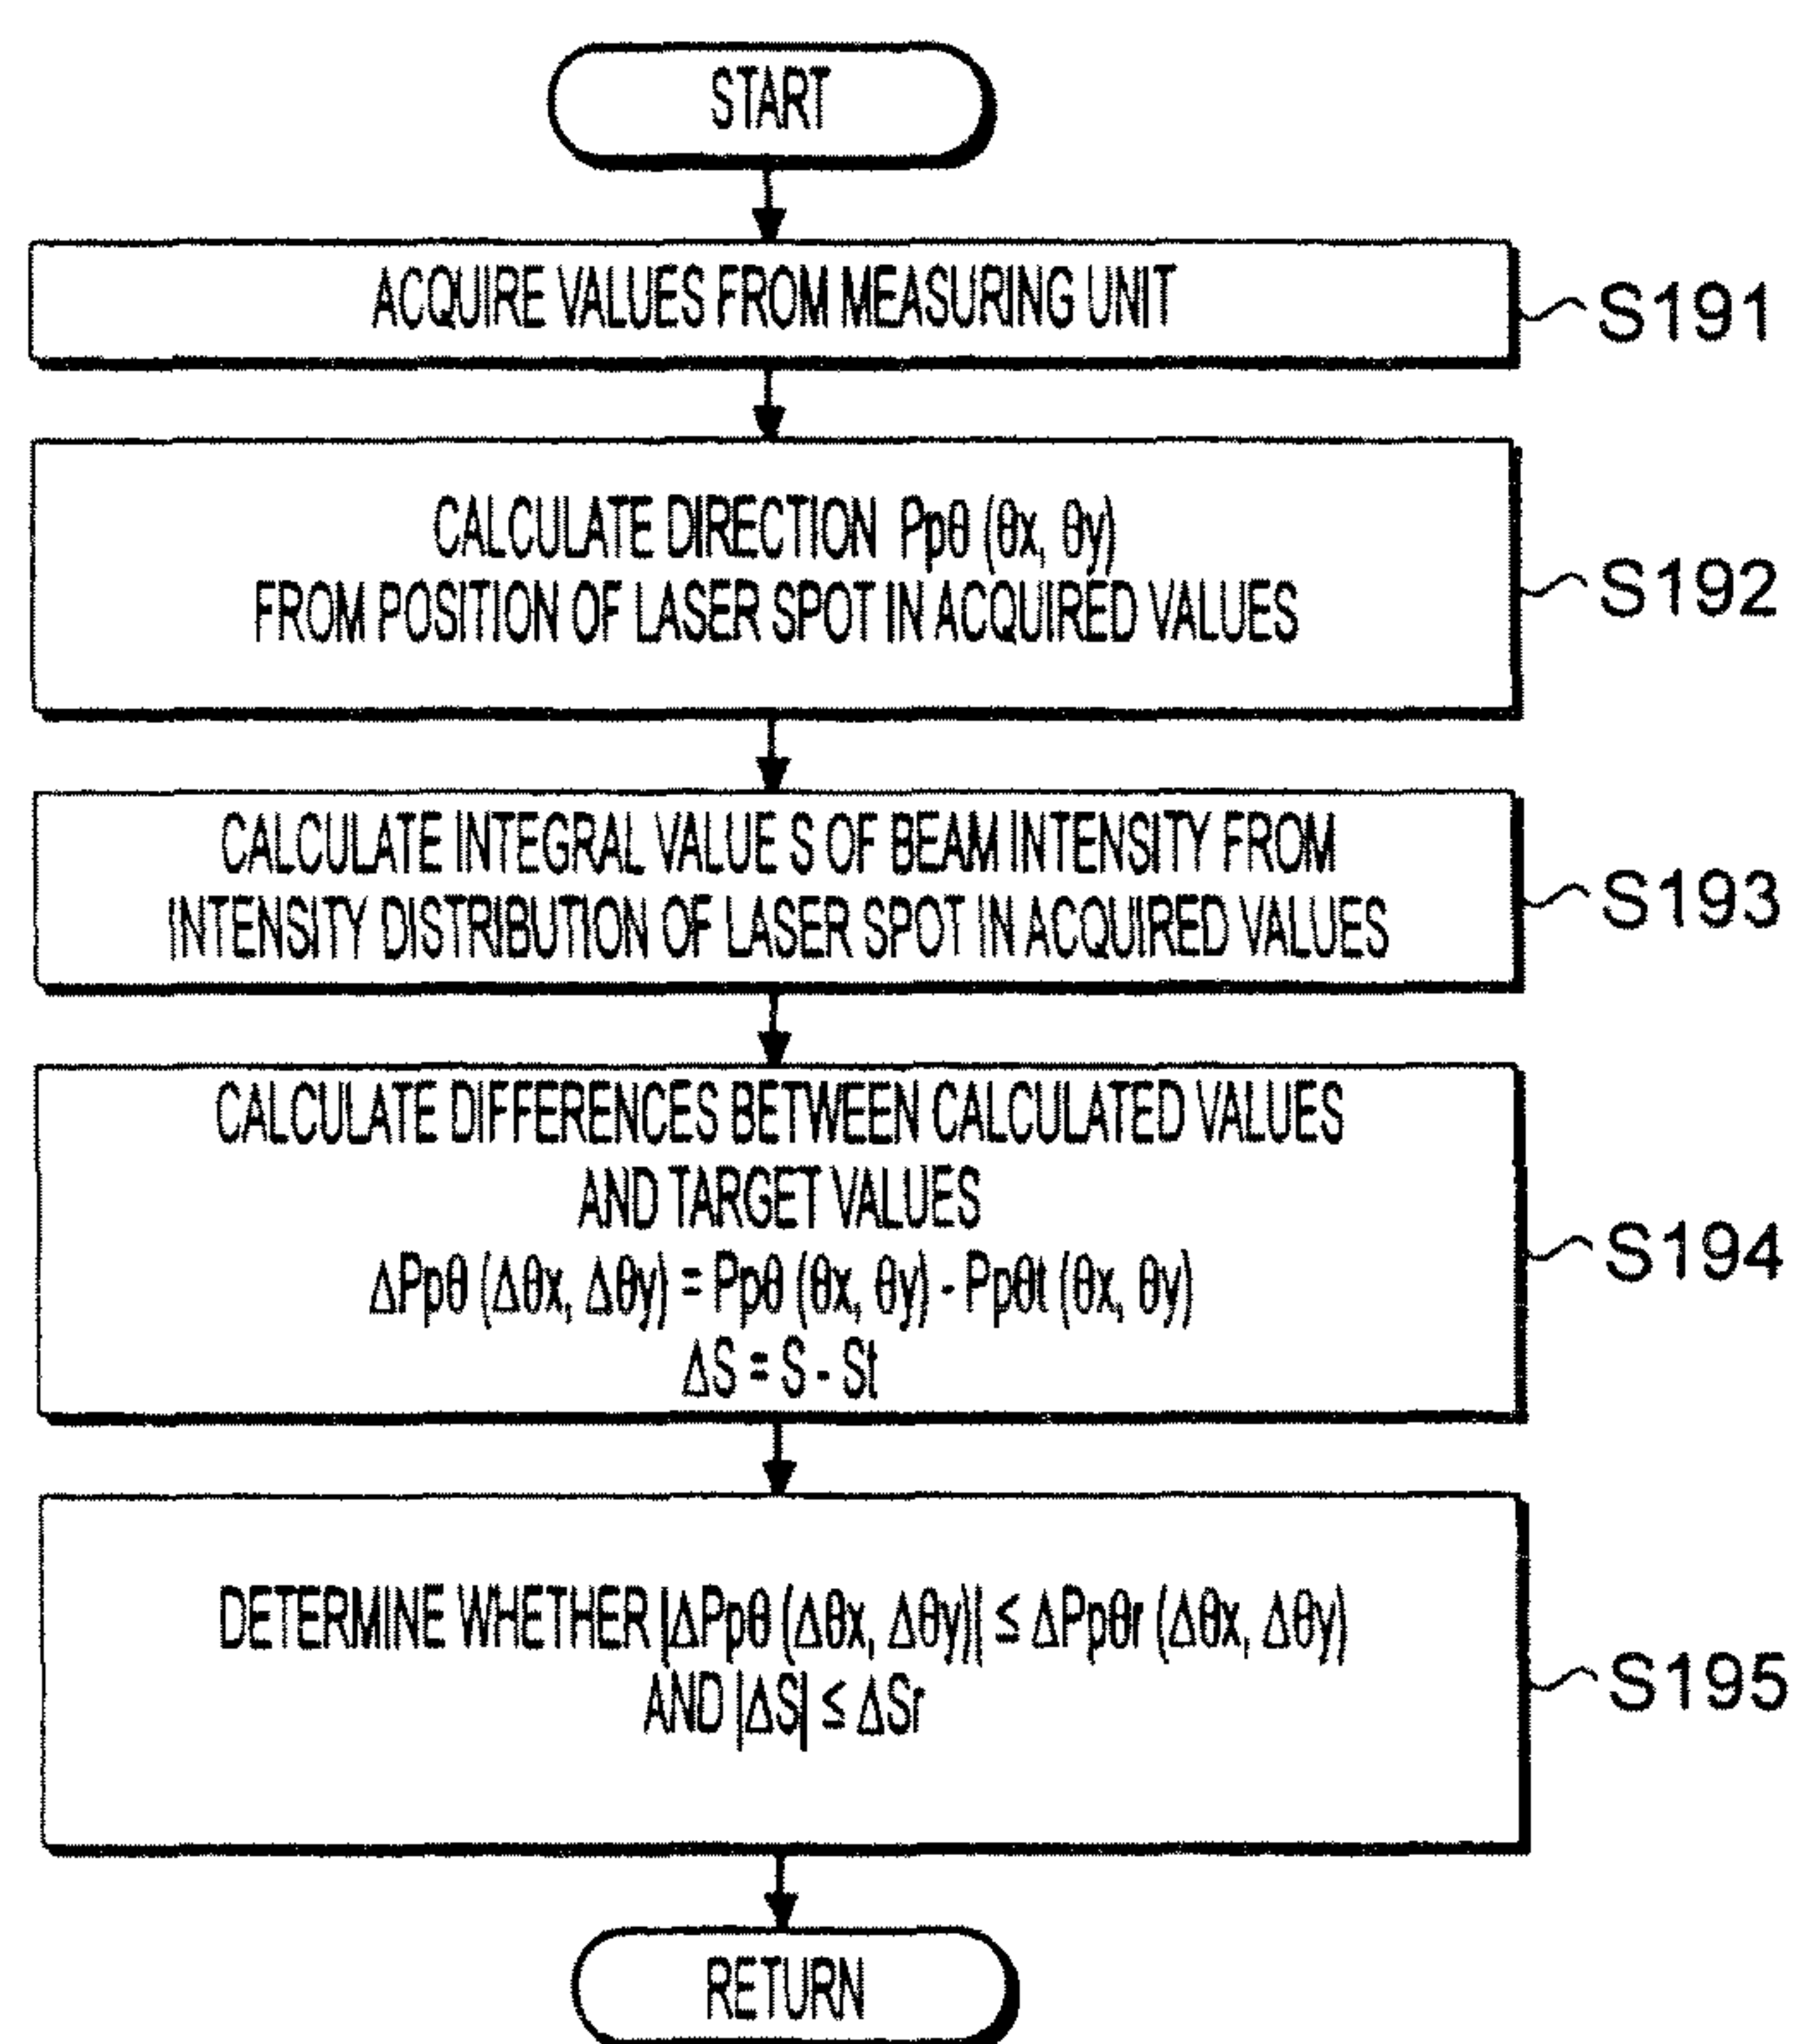 START
ACQUIRE VALUES FROM MEASURING UNIT
S191
CALCULATE DIRECTION Ppθ (θx, θy)
FROM POSITION OF LASER SPOT IN ACQUIRED VALUES
S192
CALCULATE INTEGRAL VALUE S OF BEAM INTENSITY FROM
INTENSITY DISTRIBUTION OF LASER SPOT IN ACQUIRED VALUES
S193
CALCULATE DIFFERENCES BETWEEN CALCULATED VALUES
AND TARGET VALUES
ΔPpθ (Δθx, Δθy) = Ppθ (θx, θy) - Ppθt (θx, θy)
ΔS = S - St
S194
DETERMINE WHETHER |ΔPpθ (Δθx, Δθy)| ≤ ΔPpθr (Δθx, Δθy)
AND |ΔS| ≤ ΔSr
S195
RETURN